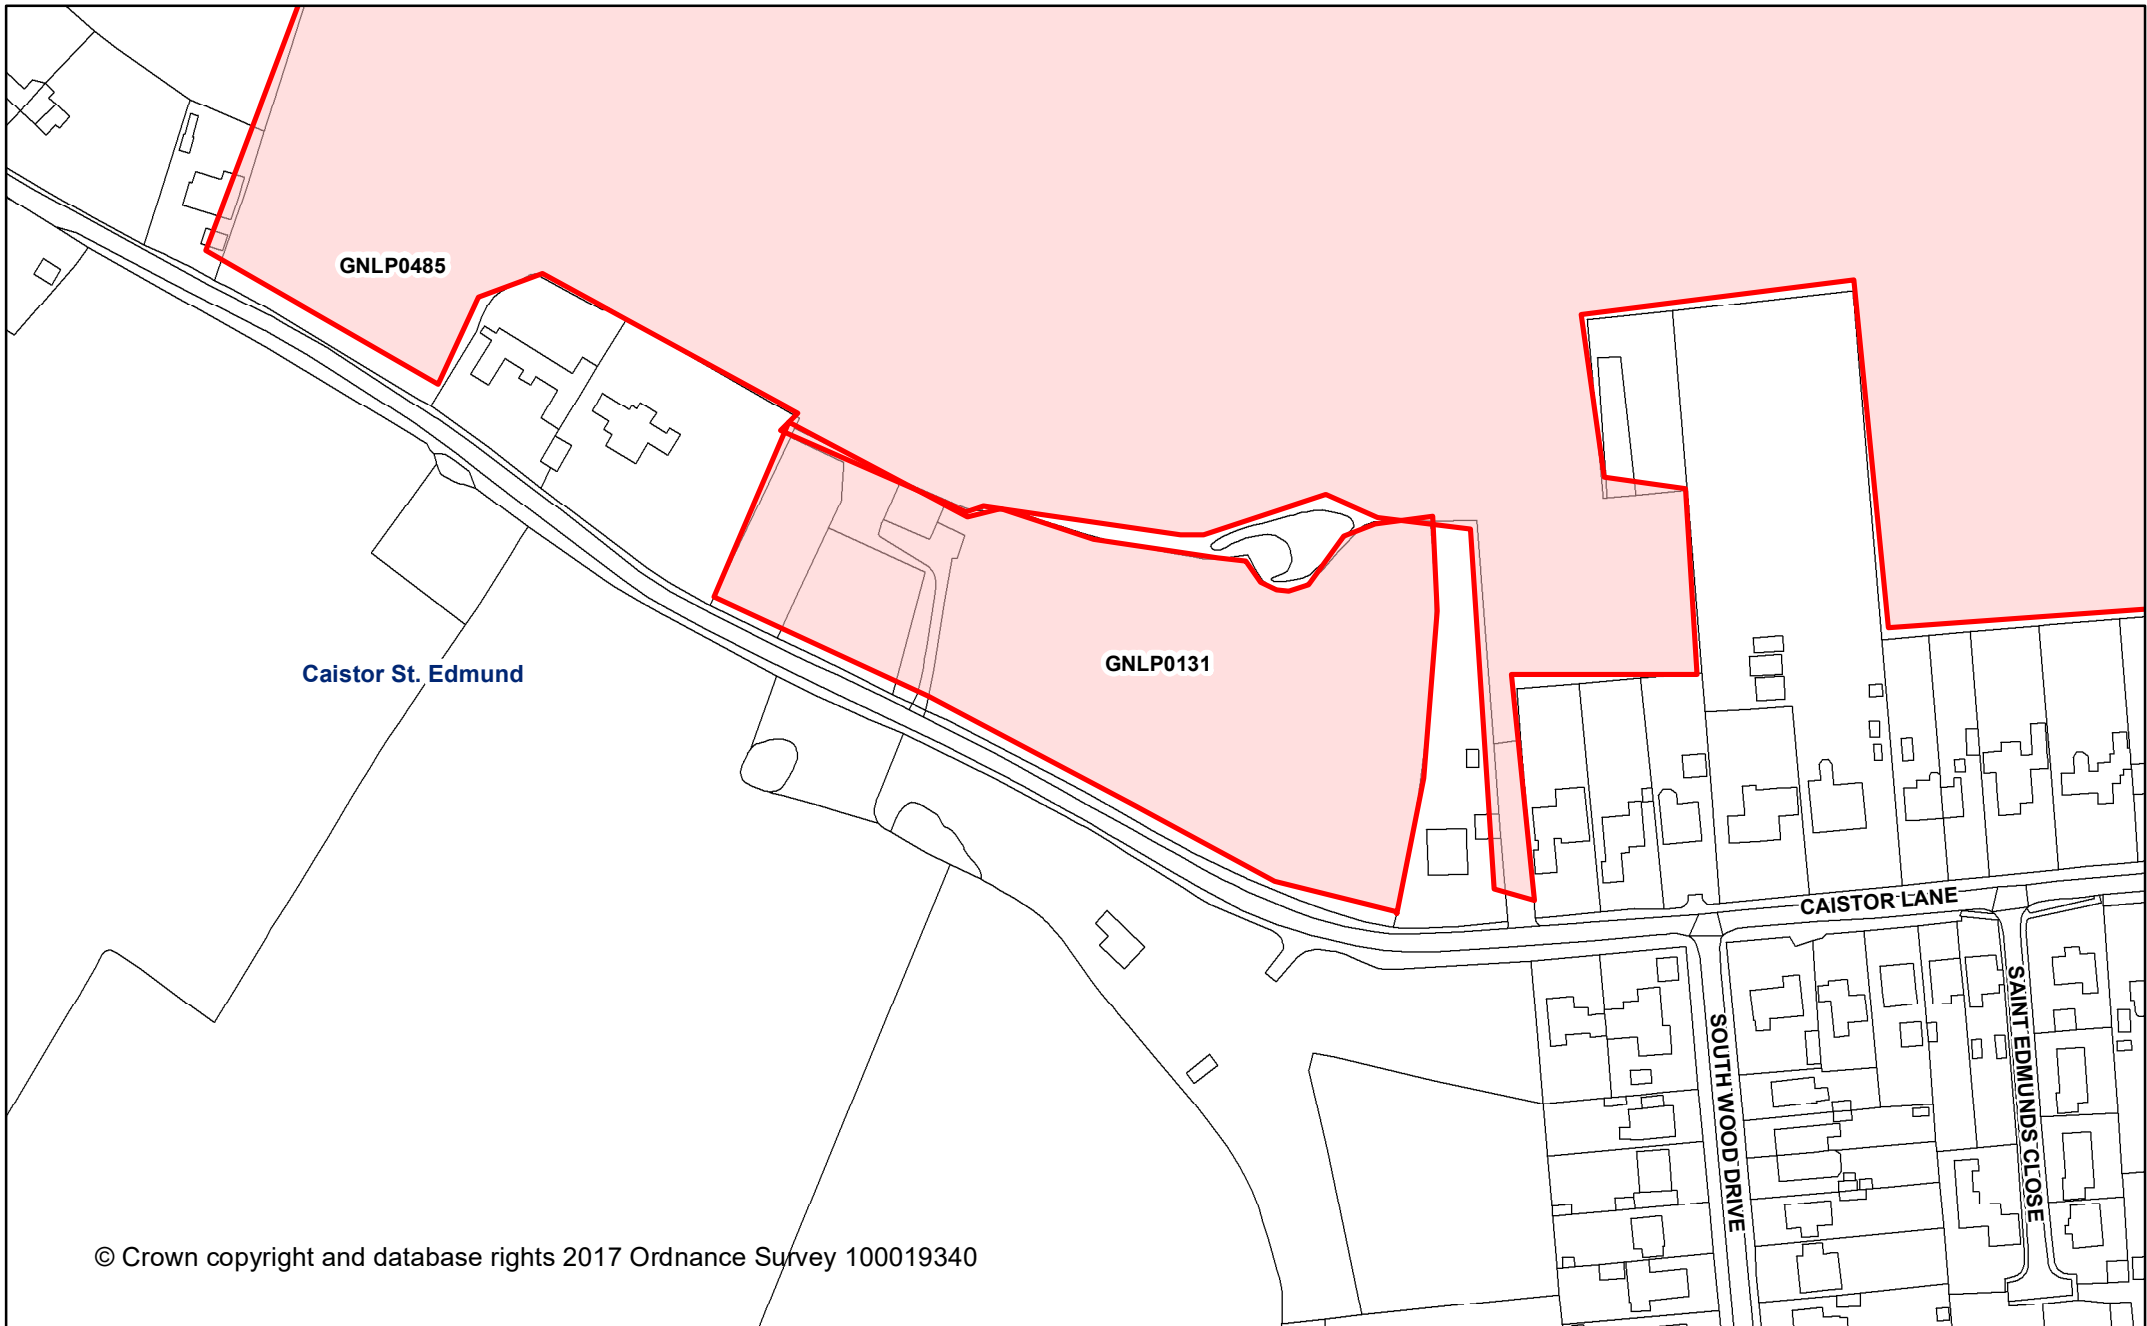 GNLP0485
GNLP0131
Caistor St. Edmund
CAISTOR LANE
SOUTH WOOD DRIVE
SAINT EDMUNDS CLOSE
© Crown copyright and database rights 2017 Ordnance Survey 100019340